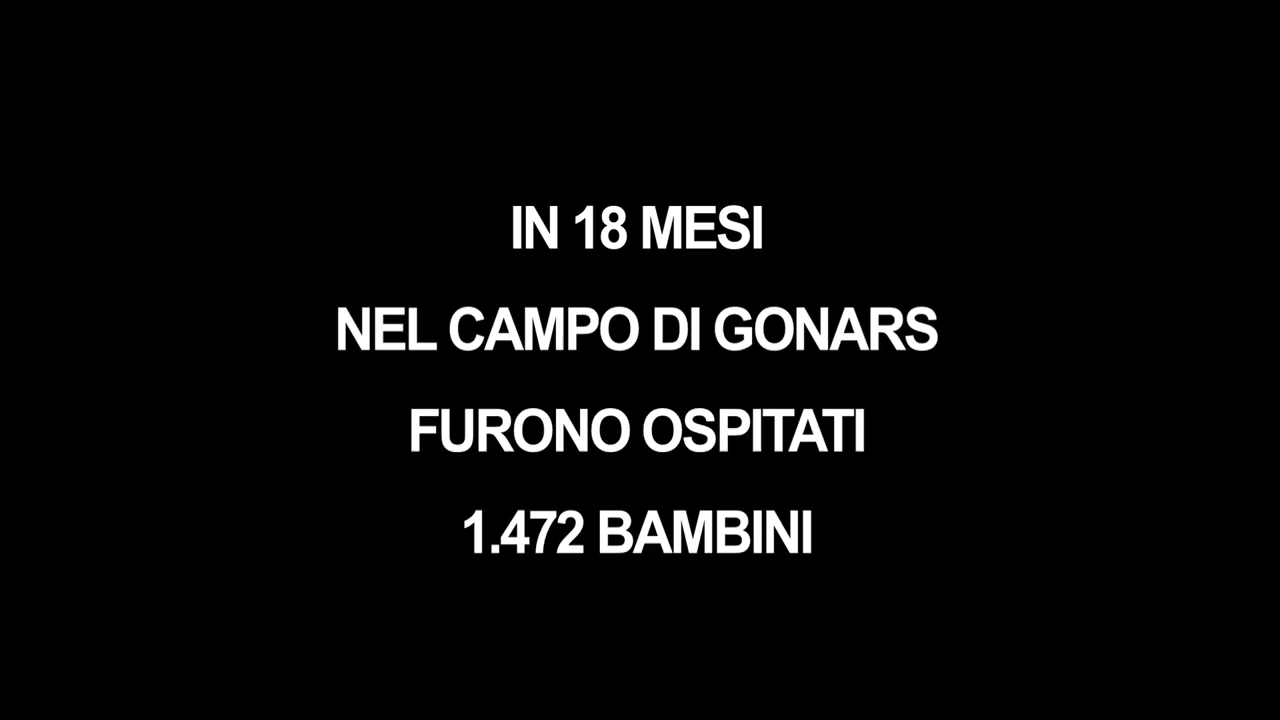 IN 18 MESI
NEL CAMPO DI GONARS
FURONO OSPITATI
1.472 BAMBINI